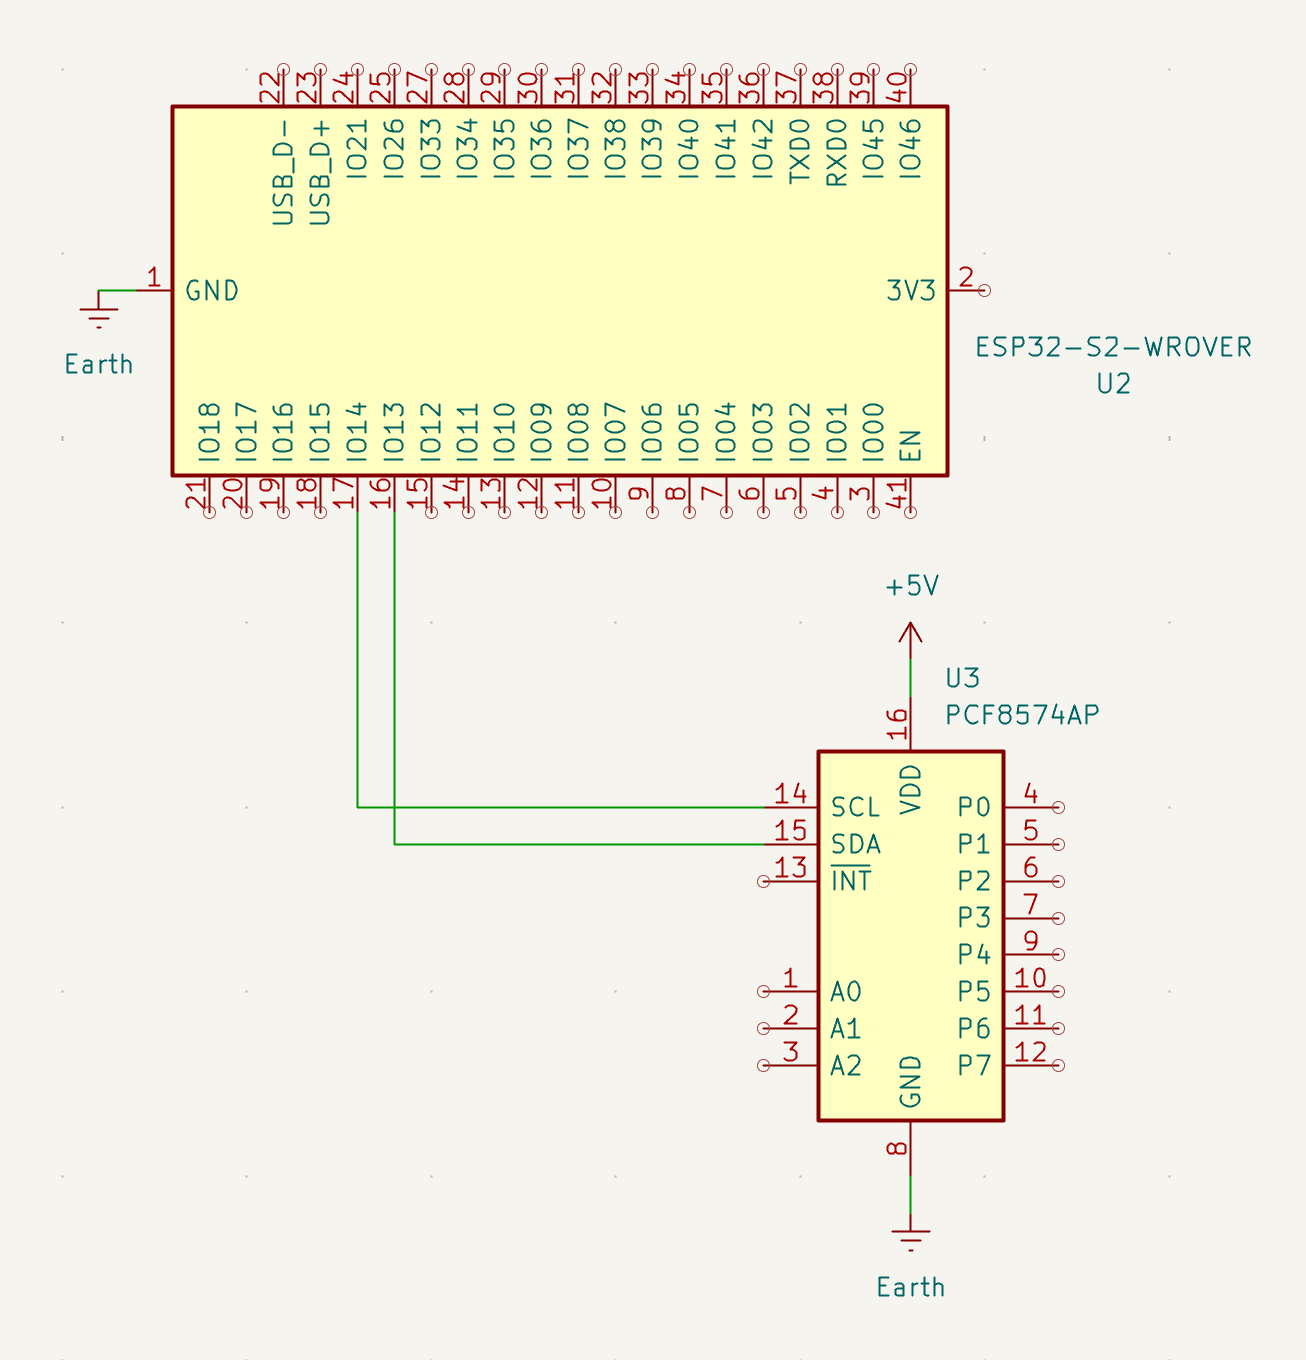 22 23 24 25 27 28 29 30 31 32 33 34 35 36 37 38 39 40
USB_D- USB_D+ IO21 IO26 IO33 IO34 IO35 IO36 IO37 IO38 IO39 IO40 IO41 IO42 TXD0 RXD0 IO45 IO46
1 GND 3V3 2
Earth
ESP32-S2-WROVER
U2
IO18 IO17 IO16 IO15 IO14 IO13 IO12 IO11 IO10 IO09 IO08 IO07 IO06 IO05 IO04 IO03 IO02 IO01 IO00 EN
21 20 19 18 17 16 15 14 13 12 11 10 9 8 7 6 5 4 3 41
+5V
U3
PCF8574AP
16
VDD
14 SCL P0 4
15 SDA P1 5
13 INT P2 6
P3 7
P4 9
1 A0 P5 10
2 A1 P6 11
3 A2 P7 12
GND
8
Earth